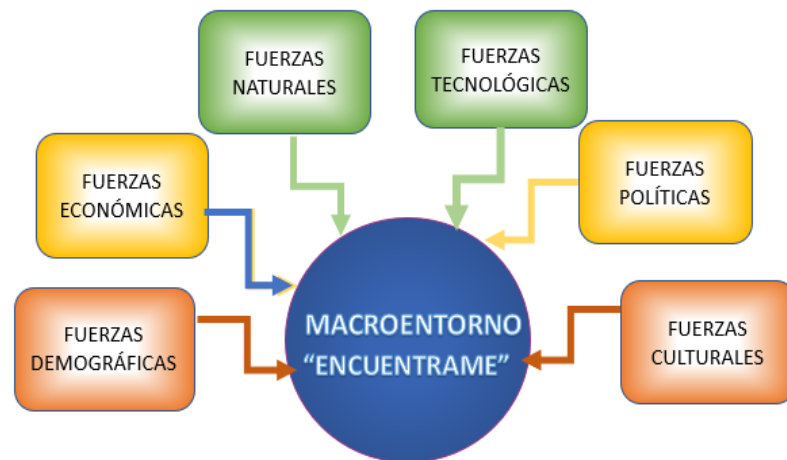 FUERZAS
NATURALES
FUERZAS
TECNOLÓGICAS
FUERZAS
ECONÓMICAS
FUERZAS
POLÍTICAS
FUERZAS
DEMOGRÁFICAS
MACROENTORNO
“ENCUENTRAME”
FUERZAS
CULTURALES